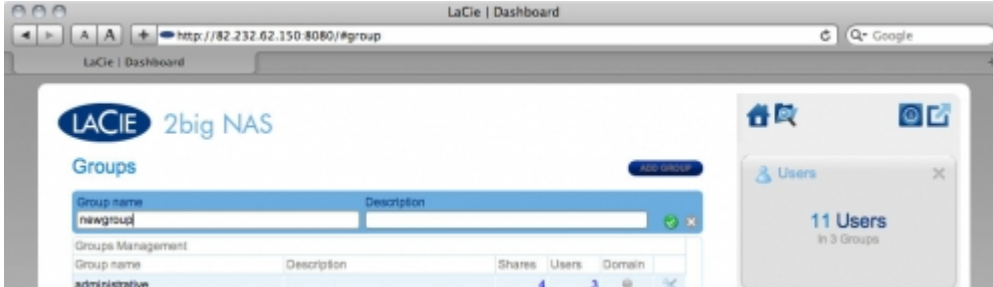 LaCie | Dashboard
A A + http://82.232.62.150:8080/#group Q Google
LaCie | Dashboard
LACIE 2big NAS
Groups
ADD GROUP
Group name Description
newgroup
Groups Management
Group name Description Shares Users Domain
administrative 4 3
Users
11 Users
In 3 Groups